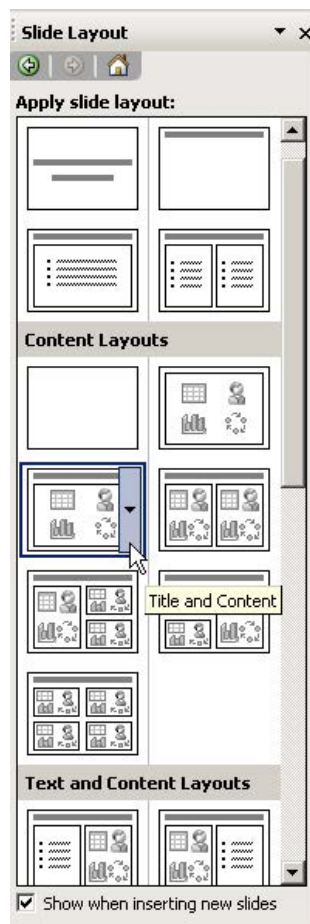 Slide Layout
Apply slide layout:
Content Layouts
Title and Content
Text and Content Layouts
Show when inserting new slides